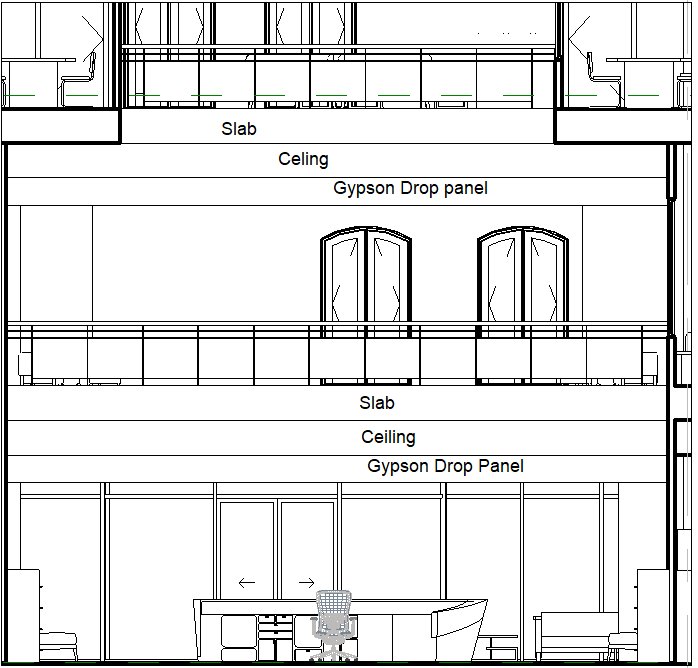 Slab
Celing
Gypson Drop panel
Slab
Ceiling
Gypson Drop Panel